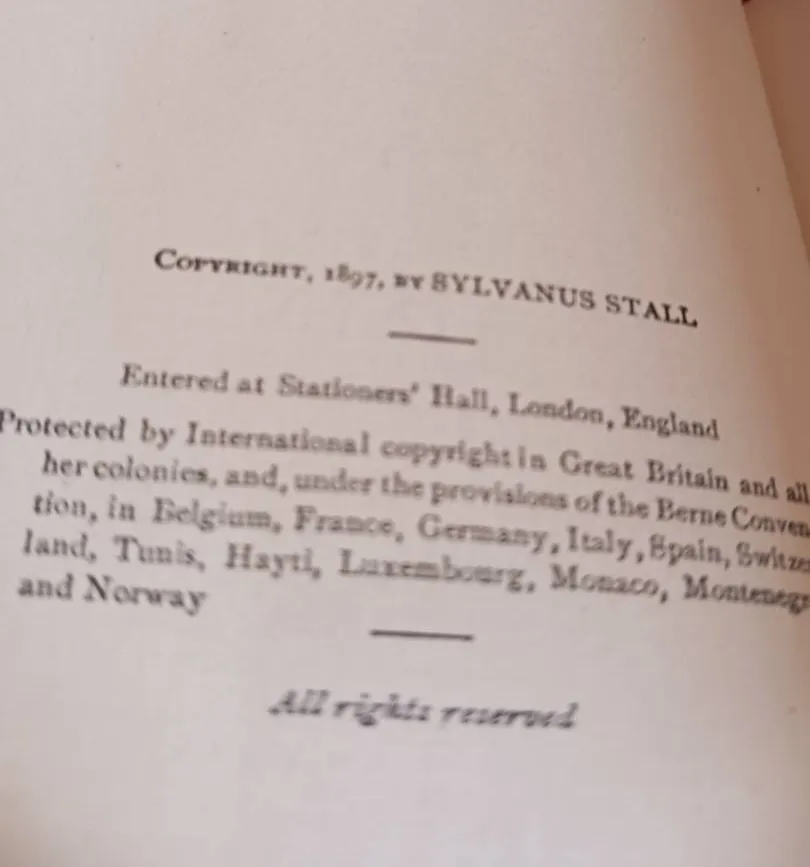 COPYRIGHT, 1897, BY SYLVANUS STALL
Entered at Stationers' Hall, London, England
Protected by International copyright in Great Britain and all
her colonies, and, under the provisions of the Berne Conven
tion, in Belgium, France, Germany, Italy, Spain, Switzer
land, Tunis, Hayti, Luxembourg, Monaco, Montenegr
and Norway
All rights reserved